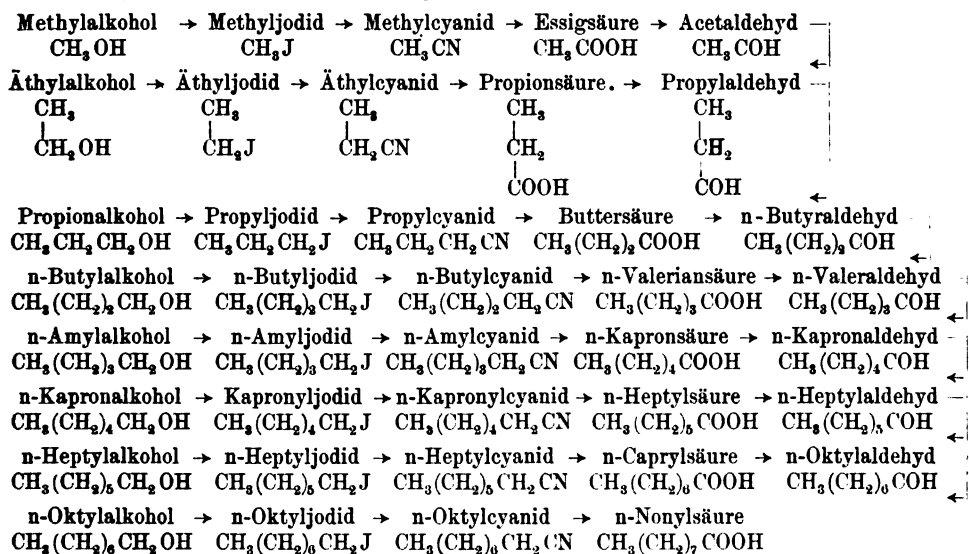 Methylalkohol → Methyljodid → Methylcyanid → Essigsäure → Acetaldehyd
CH₃OH CH₃J CH₃CN CH₃COOH CH₃COH
Äthylalkohol → Äthyljodid → Äthylcyanid → Propionsäure. → Propylaldehyd
CH₃ CH₃ CH₃ CH₃ CH₃
CH₂OH CH₂J CH₂CN CH₂ CH₂
COOH COH
Propionalkohol → Propyljodid → Propylcyanid → Buttersäure → n-Butyraldehyd
CH₃CH₂CH₂OH CH₃CH₂CH₂J CH₃CH₂CH₂CN CH₃(CH₂)₂COOH CH₃(CH₂)₂COH
n-Butylalkohol → n-Butyljodid → n-Butylcyanid → n-Valeriansäure → n-Valeraldehyd
CH₃(CH₂)₂CH₂OH CH₃(CH₂)₂CH₂J CH₃(CH₂)₂CH₂CN CH₃(CH₂)₃COOH CH₃(CH₂)₃COH
n-Amylalkohol → n-Amyljodid → n-Amylcyanid → n-Kapronsäure → n-Kapronaldehyd
CH₃(CH₂)₃CH₂OH CH₃(CH₂)₃CH₂J CH₃(CH₂)₃CH₂CN CH₃(CH₂)₄COOH CH₃(CH₂)₄COH
n-Kapronalkohol → Kapronyljodid → n-Kapronylcyanid → n-Heptylsäure → n-Heptylaldehyd
CH₃(CH₂)₄CH₂OH CH₃(CH₂)₄CH₂J CH₃(CH₂)₄CH₂CN CH₃(CH₂)₅COOH CH₃(CH₂)₅COH
n-Heptylalkohol → n-Heptyljodid → n-Heptylcyanid → n-Caprylsäure → n-Oktylaldehyd
CH₃(CH₂)₅CH₂OH CH₃(CH₂)₅CH₂J CH₃(CH₂)₅CH₂CN CH₃(CH₂)₆COOH CH₃(CH₂)₆COH
n-Oktylalkohol → n-Oktyljodid → n-Oktylcyanid → n-Nonylsäure
CH₃(CH₂)₆CH₂OH CH₃(CH₂)₆CH₂J CH₃(CH₂)₆CH₂CN CH₃(CH₂)₇COOH